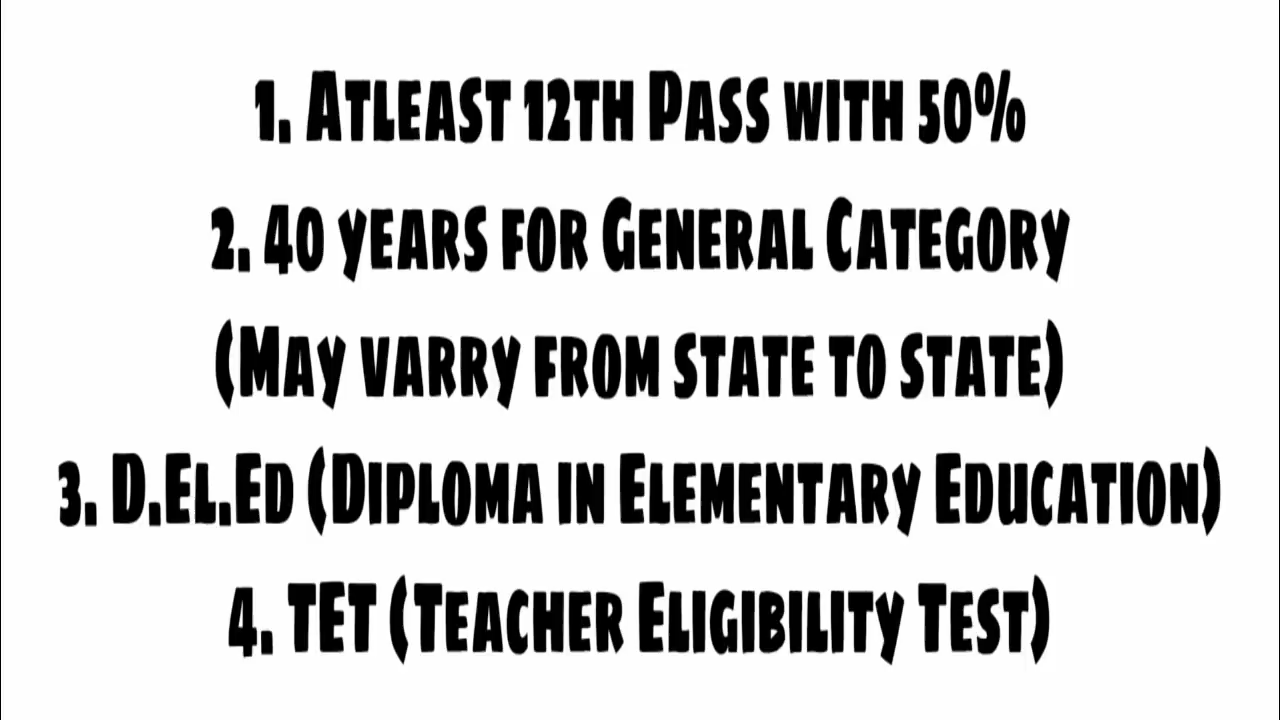 1. Atleast 12th Pass with 50%
2. 40 years for General Category
(May varry from state to state)
3. D.El.Ed (Diploma in Elementary Education)
4. TET (Teacher Eligibility Test)